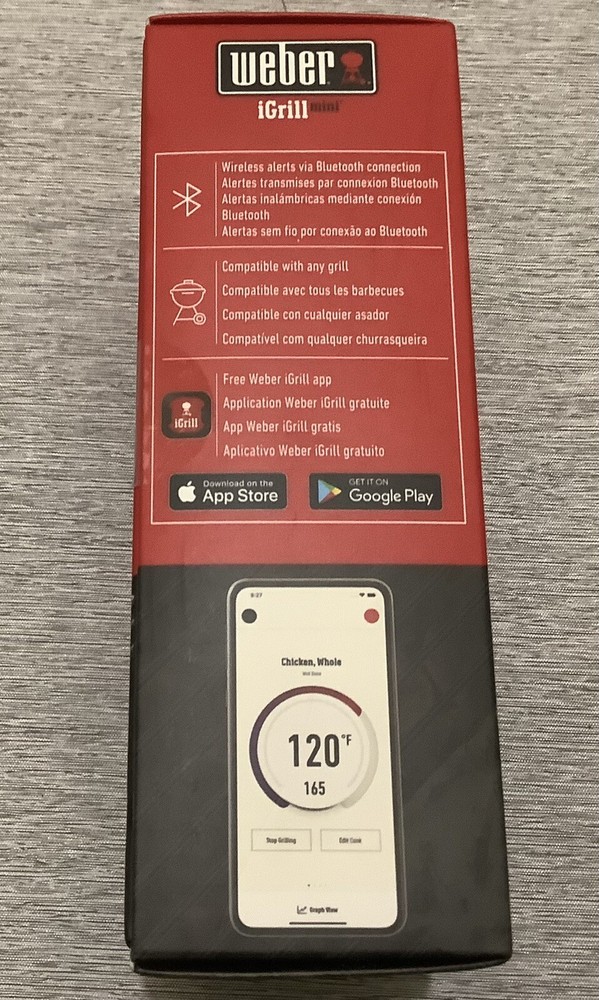 weber
iGrill mini
Wireless alerts via Bluetooth connection
Alertes transmises par connexion Bluetooth
Alertas inalámbricas mediante conexión
Bluetooth
Alertas sem fio por conexão ao Bluetooth
Compatible with any grill
Compatible avec tous les barbecues
Compatible con cualquier asador
Compatível com qualquer churrasqueira
iGrill
Free Weber iGrill app
Application Weber iGrill gratuite
App Weber iGrill gratis
Aplicativo Weber iGrill gratuito
Download on the
App Store
GET IT ON
Google Play
9:27
Chicken, Whole
Well Done
120°F
165
Stop Grilling
Edit Cook
Graph View